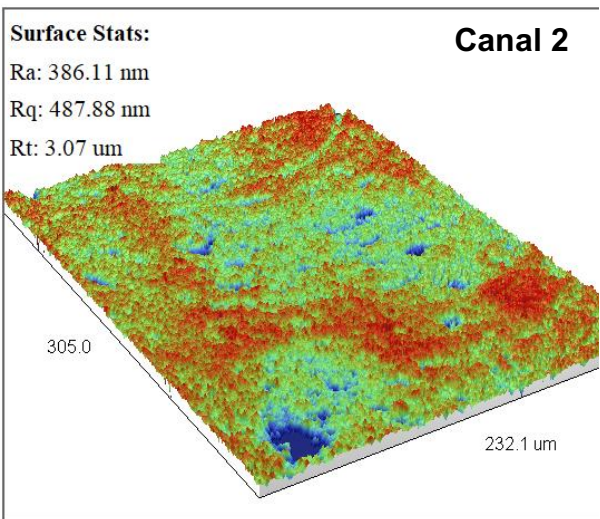 Surface Stats:
Canal 2
Ra: 386.11 nm
Rq: 487.88 nm
Rt: 3.07 um
305.0
232.1 um